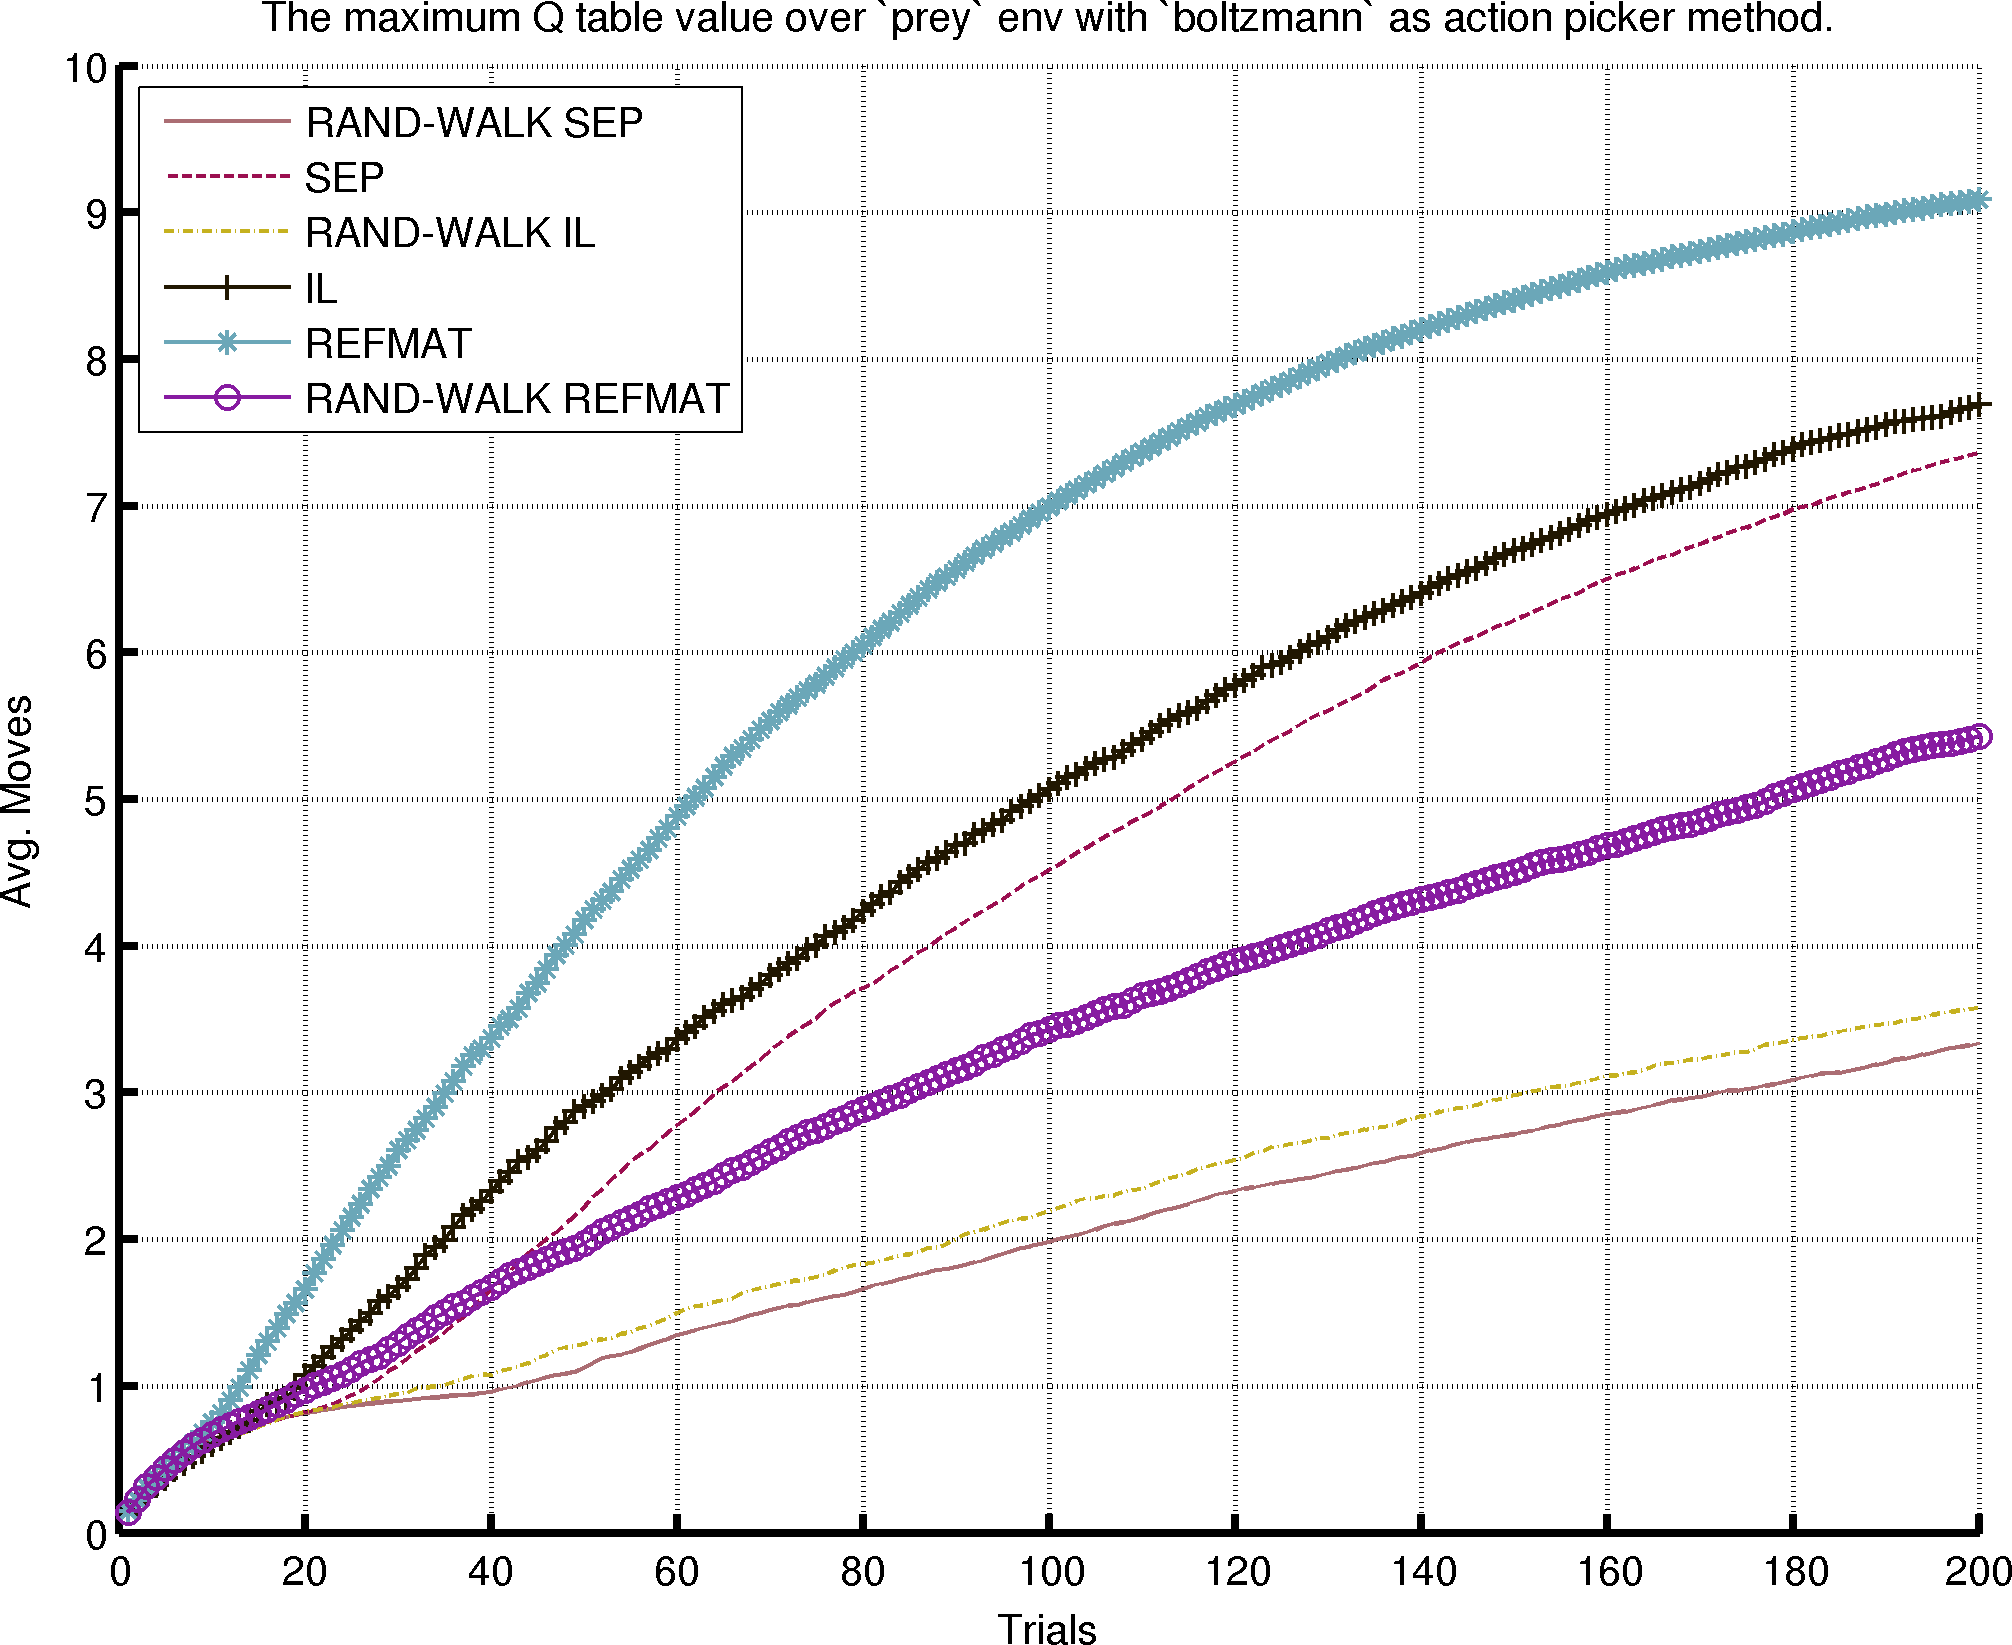 The maximum Q table value over `prey` env with `boltzmann` as action picker method.
10
9
8
7
6
5
4
3
2
1
0
RAND-WALK SEP
SEP
RAND-WALK IL
IL
REFMAT
RAND-WALK REFMAT
Avg. Moves
0 20 40 60 80 100 120 140 160 180 200
Trials